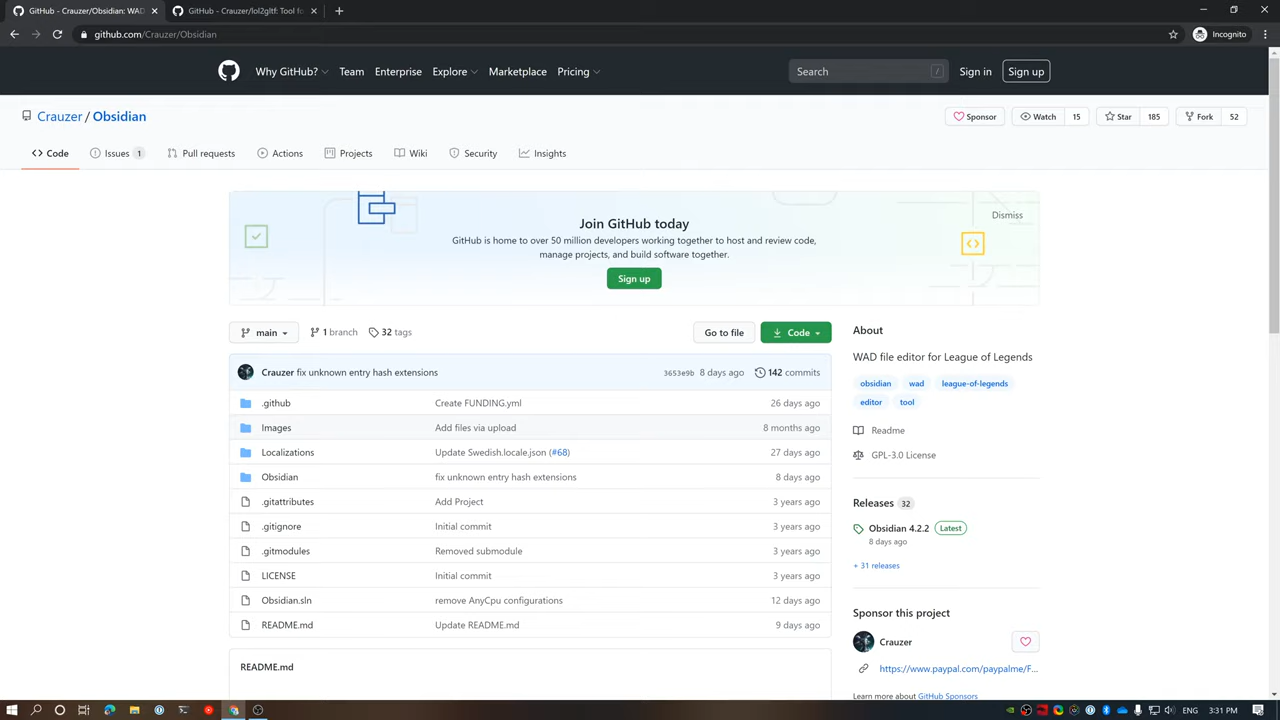 GitHub - Crauzer/Obsidian: WAD
GitHub - Crauzer/lol2gltf: Tool fo
github.com/Crauzer/Obsidian
Incognito
Why GitHub?
Team
Enterprise
Explore
Marketplace
Pricing
Search
/
Sign in
Sign up
Crauzer / Obsidian
Sponsor
Watch 15
Star 185
Fork 52
Code
Issues 1
Pull requests
Actions
Projects
Wiki
Security
Insights
Join GitHub today
Dismiss
GitHub is home to over 50 million developers working together to host and review code,
manage projects, and build software together.
Sign up
main
1 branch
32 tags
Go to file
Code
Crauzer fix unknown entry hash extensions
3653e9b 8 days ago
142 commits
.github Create FUNDING.yml 26 days ago
Images Add files via upload 8 months ago
Localizations Update Swedish.locale.json (#68) 27 days ago
Obsidian fix unknown entry hash extensions 8 days ago
.gitattributes Add Project 3 years ago
.gitignore Initial commit 3 years ago
.gitmodules Removed submodule 3 years ago
LICENSE Initial commit 3 years ago
Obsidian.sln remove AnyCpu configurations 12 days ago
README.md Update README.md 9 days ago
README.md
About
WAD file editor for League of Legends
obsidian wad league-of-legends
editor tool
Readme
GPL-3.0 License
Releases 32
Obsidian 4.2.2 Latest
8 days ago
+ 31 releases
Sponsor this project
Crauzer
https://www.paypal.com/paypalme/F...
Learn more about GitHub Sponsors
ENG
3:31 PM